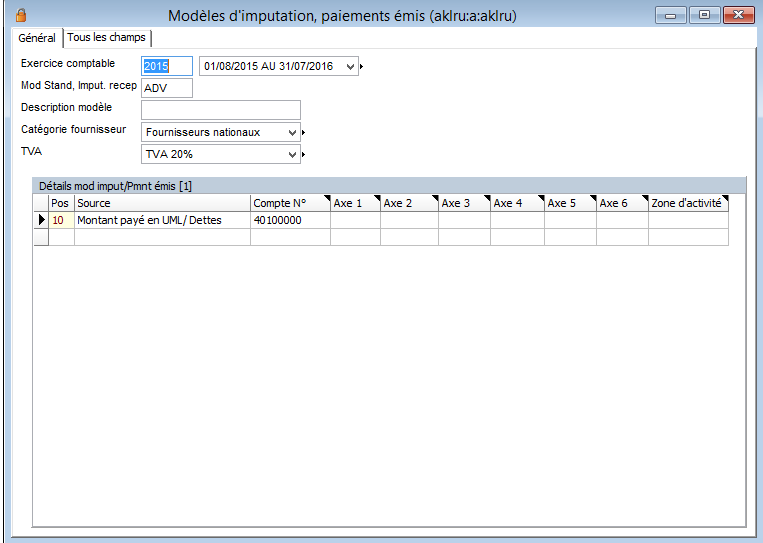 Modèles d'imputation, paiements émis (aklru:a:aklru)
Général Tous les champs
Exercice comptable 2015 01/08/2015 AU 31/07/2016
Mod Stand, Imput. recep ADV
Description modèle
Catégorie fournisseur Fournisseurs nationaux
TVA TVA 20%
Détails mod imput/Pmnt émis [1]
Pos Source Compte N° Axe 1 Axe 2 Axe 3 Axe 4 Axe 5 Axe 6 Zone d'activité
10 Montant payé en UML/ Dettes 40100000